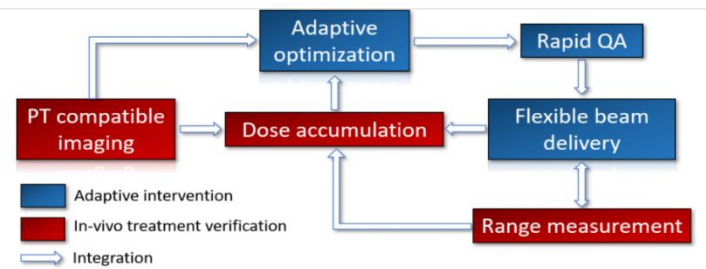 Adaptive
optimization
Rapid QA
PT compatible
imaging
Dose accumulation
Flexible beam
delivery
Range measurement
Adaptive intervention
In-vivo treatment verification
Integration